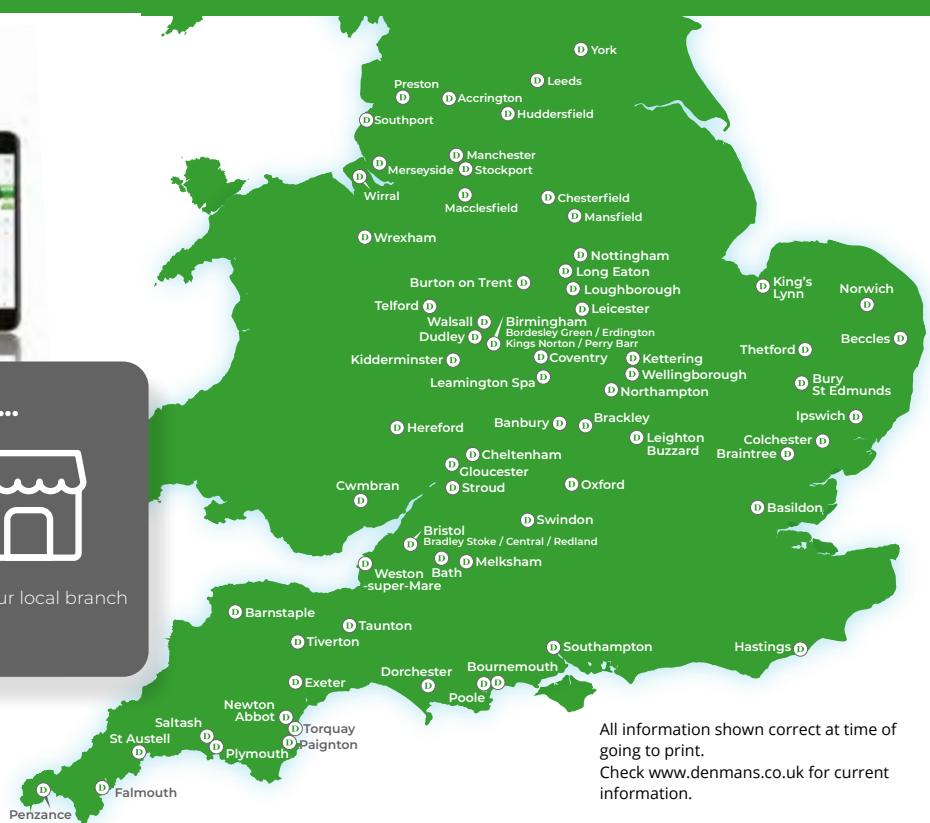 York
Leeds
Preston
Accrington
Huddersfield
Southport
Manchester
Merseyside
Stockport
Wirral
Macclesfield
Chesterfield
Mansfield
Wrexham
Nottingham
Long Eaton
Burton on Trent
Loughborough
King's
Lynn
Norwich
Telford
Leicester
Walsall
Birmingham
Bordesley Green / Erdington
Kings Norton / Perry Barr
Dudley
Beccles
Thetford
Kidderminster
Coventry
Kettering
Wellingborough
Leamington Spa
Northampton
Bury
St Edmunds
Ipswich
Hereford
Banbury
Brackley
Leighton
Buzzard
Colchester
Braintree
Cheltenham
Gloucester
Stroud
Cwmbran
Oxford
Basildon
Swindon
Bristol
Bradley Stoke / Central / Redland
Weston
-super-Mare
Bath
Melksham
ur local branch
Barnstaple
Taunton
Tiverton
Southampton
Hastings
Dorchester
Bournemouth
Poole
Exeter
Newton
Abbot
Torquay
Paignton
Saltash
St Austell
Plymouth
Falmouth
Penzance
All information shown correct at time of
going to print.
Check www.denmans.co.uk for current
information.